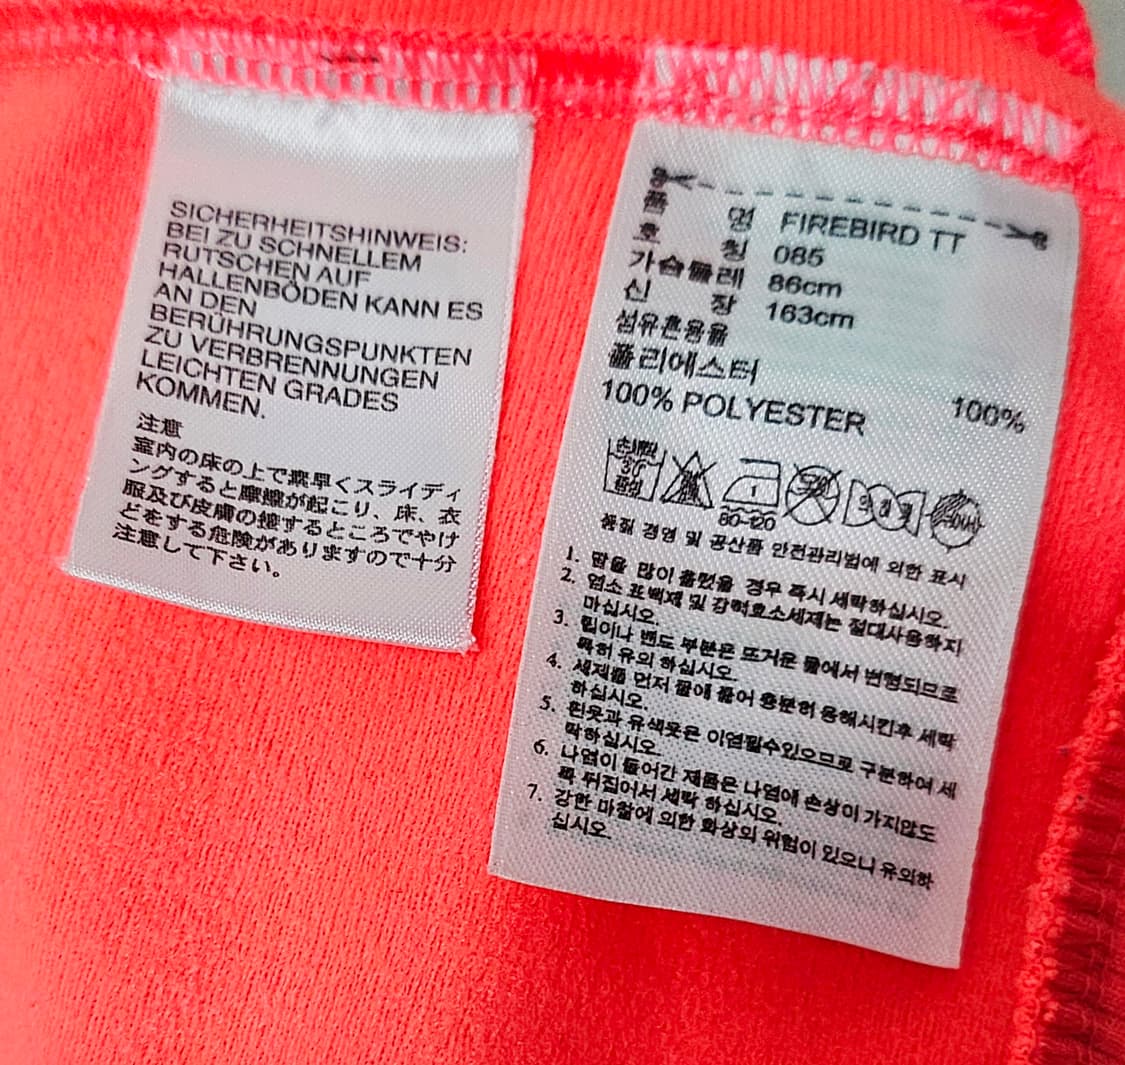 SICHERHEITSHINWEIS:
BEI ZU SCHNELLEM
RUTSCHEN AUF
HALLENBÖDEN KANN ES
AN DEN
BERÜHRUNGSPUNKTEN
ZU VERBRENNUNGEN
LEICHTEN GRADES
KOMMEN.
注意
室内の床の上で素早くスライディ
ングすると摩擦が起こり、床、衣
服及び皮膚の接するところでやけ
どをする危険がありますので十分
注意して下さい。
품 명 FIREBIRD TT
호 칭 085
가슴둘레 86cm
신 장 163cm
섬유혼용율
폴리에스터 100%
100% POLYESTER
손세탁
30
중성
1
80-120
품질 경영 및 공산품 안전관리법에 의한 표시
1. 땀을 많이 흘렸을 경우 즉시 세탁하십시오.
2. 염소 표백제 및 강력효소세제는 절대사용하지
마십시오.
3. 립이나 밴드 부분은 뜨거운 물에서 변형되므로
특히 유의 하십시오.
4. 세제를 먼저 물에 풀어 충분히 용해시킨후 세탁
하십시오.
5. 흰옷과 유색옷은 이염될수있으므로 구분하여 세
탁하십시오.
6. 나염이 들어간 제품은 나염에 손상이 가지않도
록 뒤집어서 세탁 하십시오.
7. 강한 마찰에 의한 화상의 위험이 있으니 유의하
십시오.